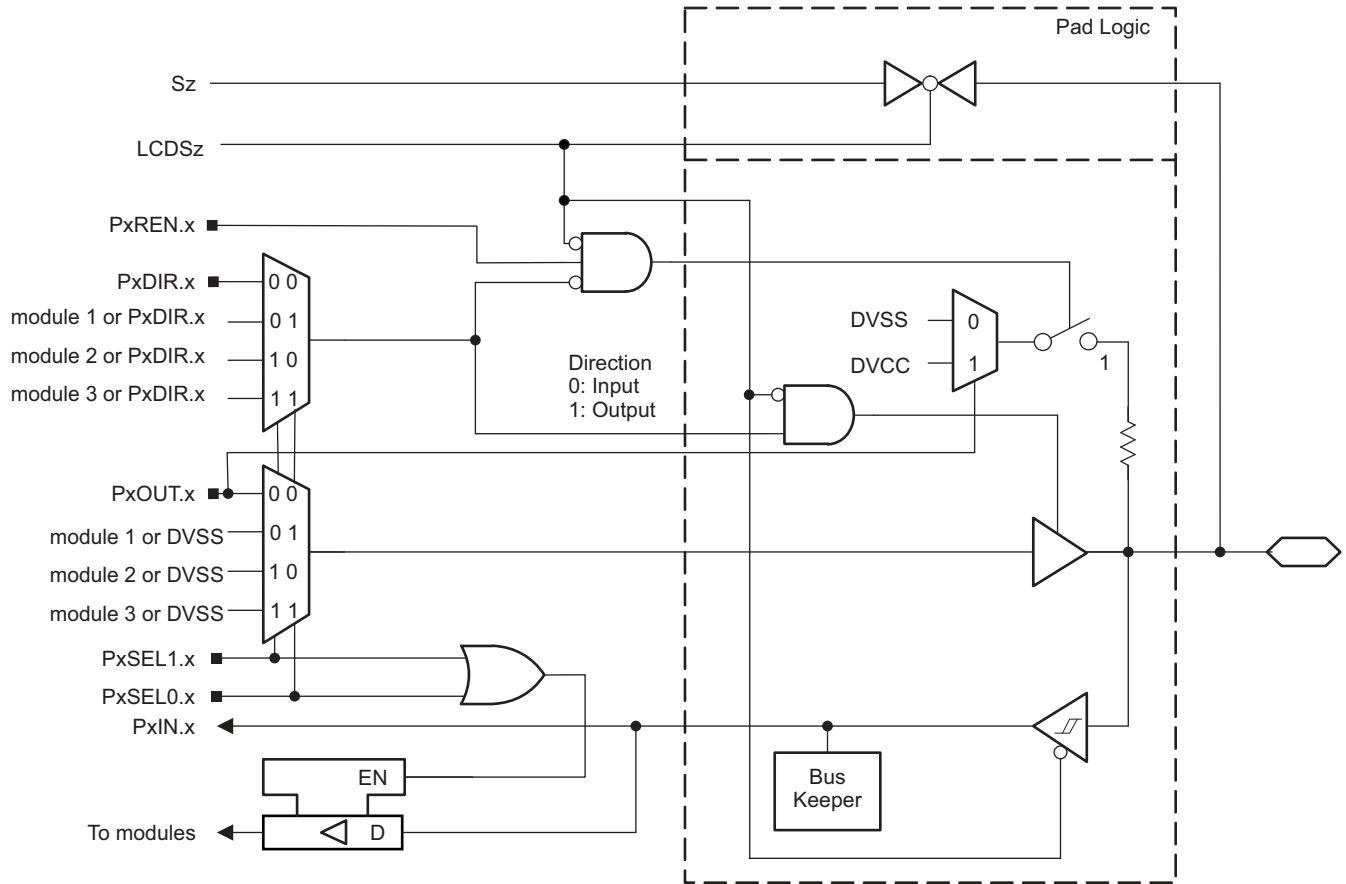 Pad Logic
Sz
LCDSz
PxREN.x
PxDIR.x
0 0
module 1 or PxDIR.x
0 1
module 2 or PxDIR.x
1 0
module 3 or PxDIR.x
1 1
Direction
0: Input
1: Output
DVSS
0
DVCC
1
1
PxOUT.x
0 0
module 1 or DVSS
0 1
module 2 or DVSS
1 0
module 3 or DVSS
1 1
PxSEL1.x
PxSEL0.x
PxIN.x
EN
Bus
Keeper
To modules
D